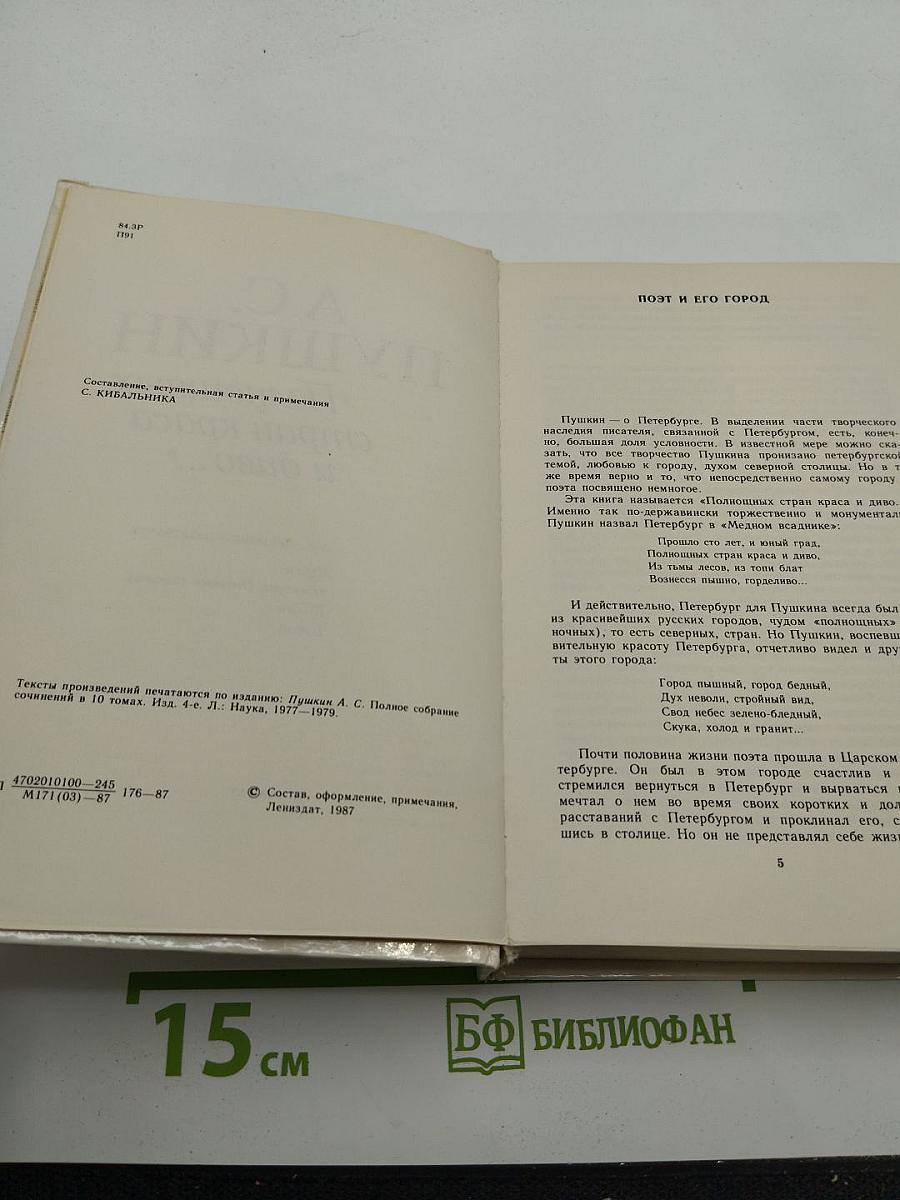 84.3Р
П91
Составление, вступительная статья и примечания
С. КИБАЛЬНИКА
Тексты произведений печатаются по изданию: Пушкин А. С. Полное собрание
сочинений в 10 томах. Изд. 4-е. Л.: Наука, 1977—1979.
4702010100—245
М171(03)—87
176—87
© Состав, оформление, примечания,
Лениздат, 1987
ПОЭТ И ЕГО ГОРОД
Пушкин — о Петербурге. В выделении части творческого
наследия писателя, связанной с Петербургом, есть, конеч-
но, большая доля условности. В известной мере можно ска-
зать, что все творчество Пушкина пронизано петербургской
темой, любовью к городу, духом северной столицы. Но в т
же время верно и то, что непосредственно самому городу
поэта посвящено немногое.
Эта книга называется «Полнощных стран краса и диво..
Именно так по-державински торжественно и монументаль
Пушкин назвал Петербург в «Медном всаднике»:
Прошло сто лет, и юный град,
Полнощных стран краса и диво,
Из тьмы лесов, из топи блат
Вознесся пышно, горделиво...
И действительно, Петербург для Пушкина всегда был
из красивейших русских городов, чудом «полнощных»
ночных), то есть северных, стран. Но Пушкин, воспевш
вительную красоту Петербурга, отчетливо видел и дру
ты этого города:
Город пышный, город бедный,
Дух неволи, стройный вид,
Свод небес зелено-бледный,
Скука, холод и гранит...
Почти половина жизни поэта прошла в Царском
тербурге. Он был в этом городе счастлив и
стремился вернуться в Петербург и вырваться
мечтал о нем во время своих коротких и дол
расставаний с Петербургом и проклинал его, с
шись в столице. Но он не представлял себе жизн
5
А. С.
ПУШКИН
15 см
БФ БИБЛИОФАН